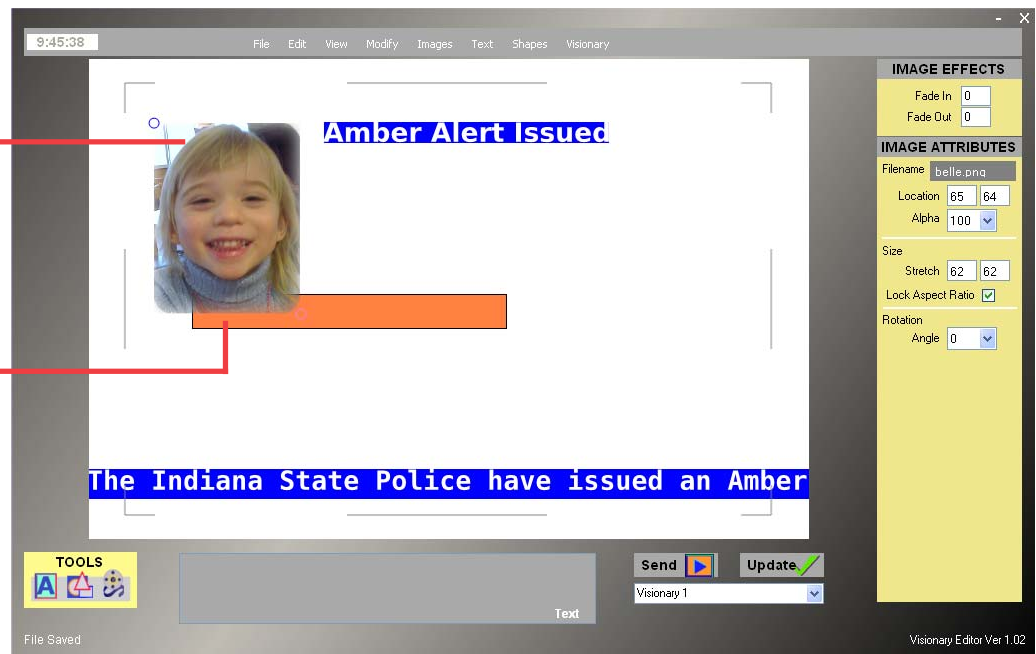 - X
9:45:38
File Edit View Modify Images Text Shapes Visionary
IMAGE EFFECTS
Fade In 0
Fade Out 0
IMAGE ATTRIBUTES
Filename belle.png
Location 65 64
Alpha 100
Size
Stretch 62 62
Lock Aspect Ratio
Rotation
Angle 0
Amber Alert Issued
The Indiana State Police have issued an Amber
TOOLS
A
Text
Send
Update
Visionary 1
File Saved
Visionary Editor Ver 1.02